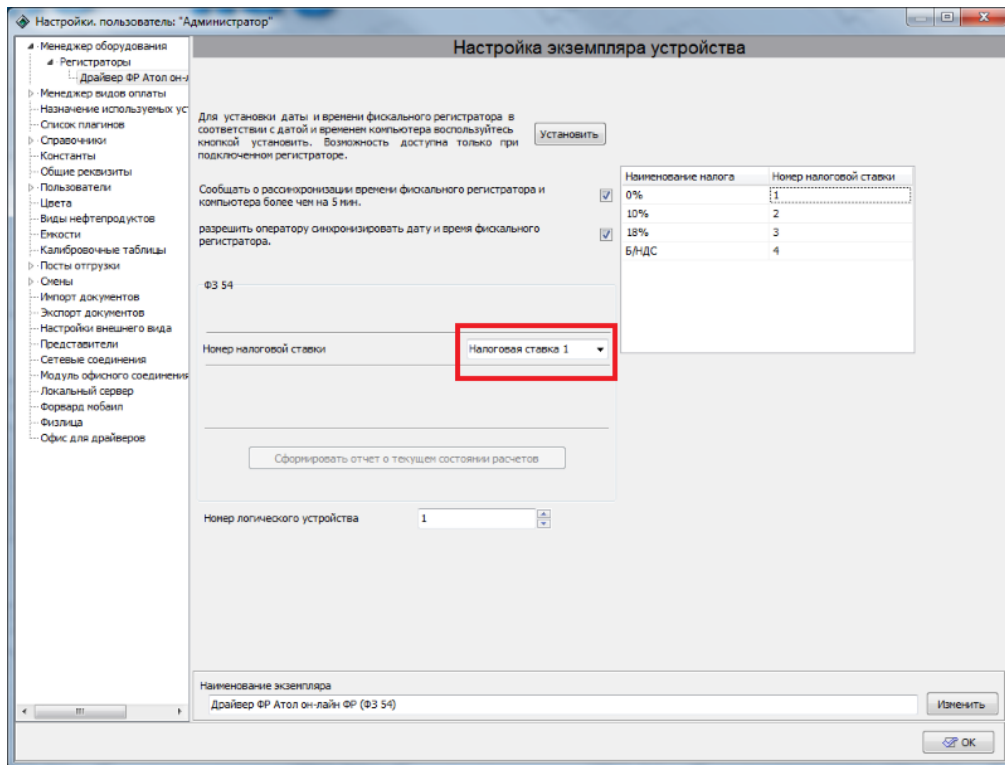 Настройки. пользователь: "Администратор"
Менеджер оборудования
Регистраторы
Драйвер ФР Атол он-л
Менеджер видов оплаты
Назначение используемых ус
Список плагинов
Справочники
Константы
Общие реквизиты
Пользователи
Цвета
Виды нефтепродуктов
Емкости
Калибровочные таблицы
Посты отгрузки
Смены
Импорт документов
Экспорт документов
Настройки внешнего вида
Представители
Сетевые соединения
Модуль офисного соединения
Локальный сервер
Форвард мобаил
Физлица
Офис для драйверов
Настройка экземпляра устройства
Для установки даты и времени фискального регистратора в
соответствии с датой и временем компьютера воспользуйтесь
кнопкой установить. Возможность доступна только при
подключенном регистраторе.
Установить
Сообщать о рассинхронизации времени фискального регистратора и
компьютера более чем на 5 мин.
разрешить оператору синхронизировать дату и время фискального
регистратора.
Наименование налога Номер налоговой ставки
0% 1
10% 2
18% 3
Б/НДС 4
ФЗ 54
Номер налоговой ставки Налоговая ставка 1
Сформировать отчет о текущем состоянии расчетов
Номер логического устройства 1
Наименование экземпляра
Драйвер ФР Атол он-лайн ФР (ФЗ 54) Изменить
OK